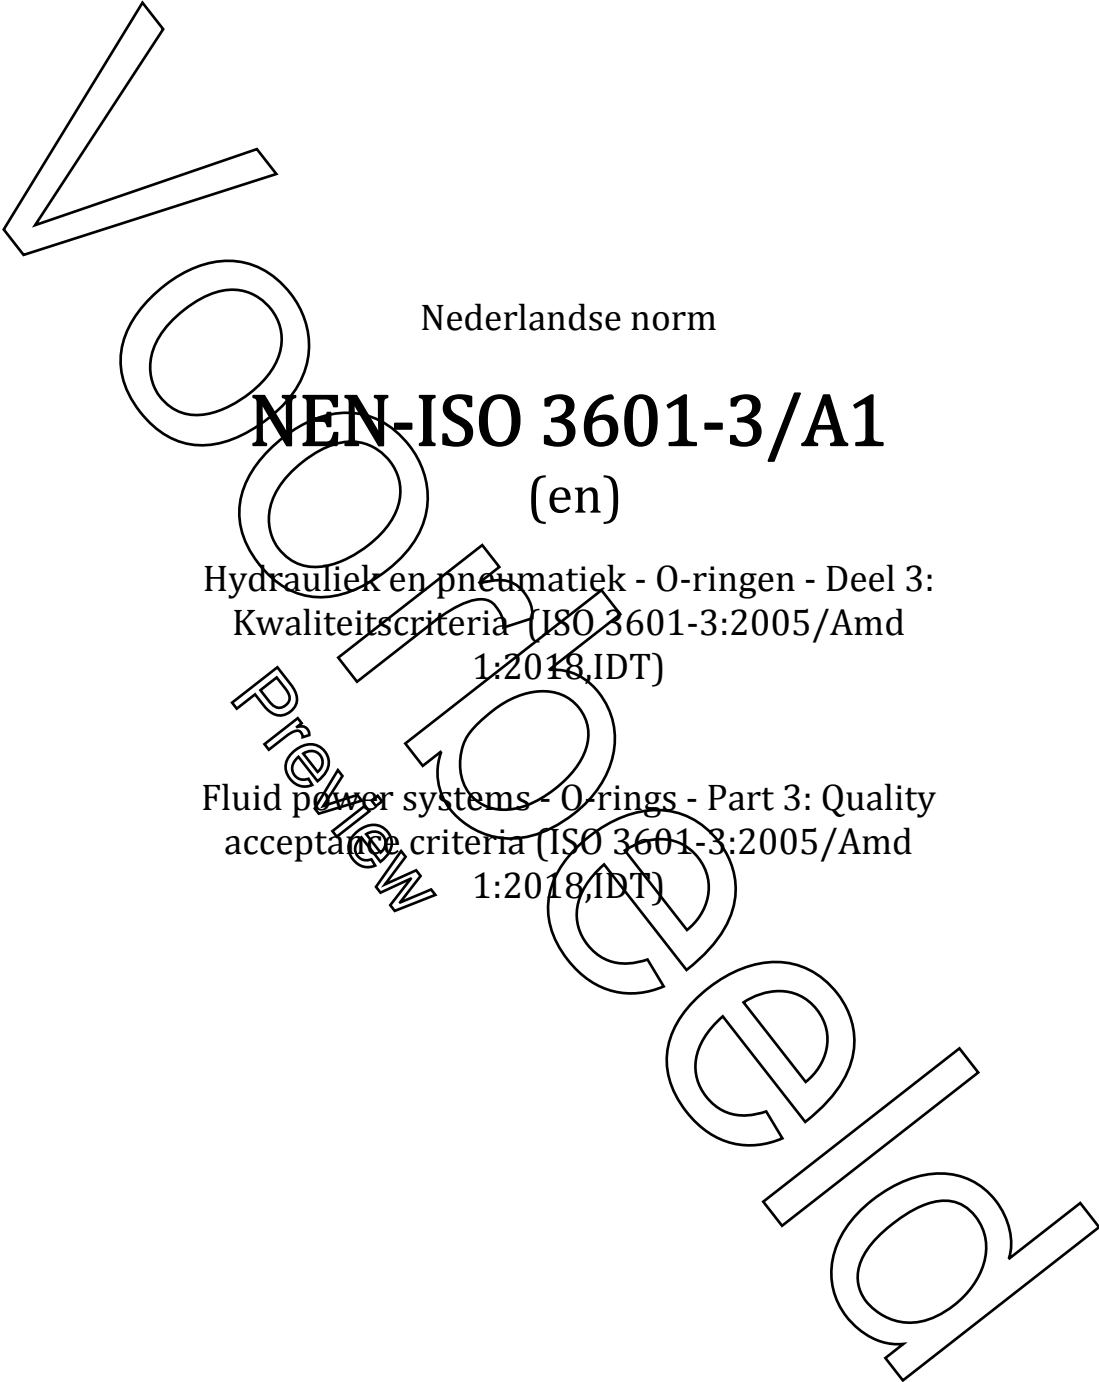 Nederlandse norm
NEN-ISO 3601-3/A1
(en)
Hydrauliek en pneumatiek - O-ringen - Deel 3:
Kwaliteitscriteria (ISO 3601-3:2005/Amd
1:2018,IDT)
Fluid power systems - O-rings - Part 3: Quality
acceptance criteria (ISO 3601-3:2005/Amd
1:2018,IDT)
Voorbeeld
Preview